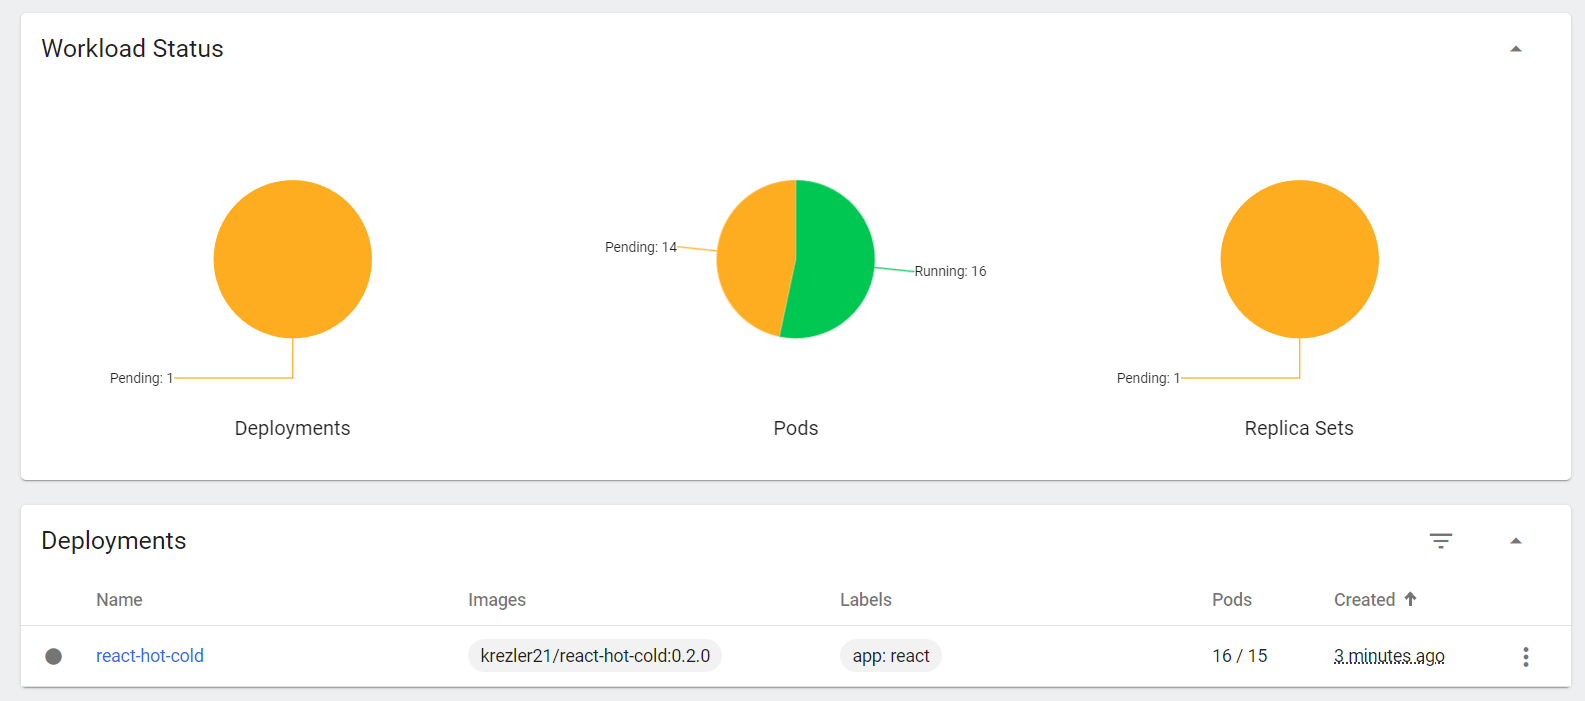 Workload Status
Pending: 14
Running: 16
Pending: 1
Pending: 1
Deployments
Pods
Replica Sets
Deployments
Name Images Labels Pods Created
react-hot-cold krezler21/react-hot-cold:0.2.0 app: react 16 / 15 3 minutes ago